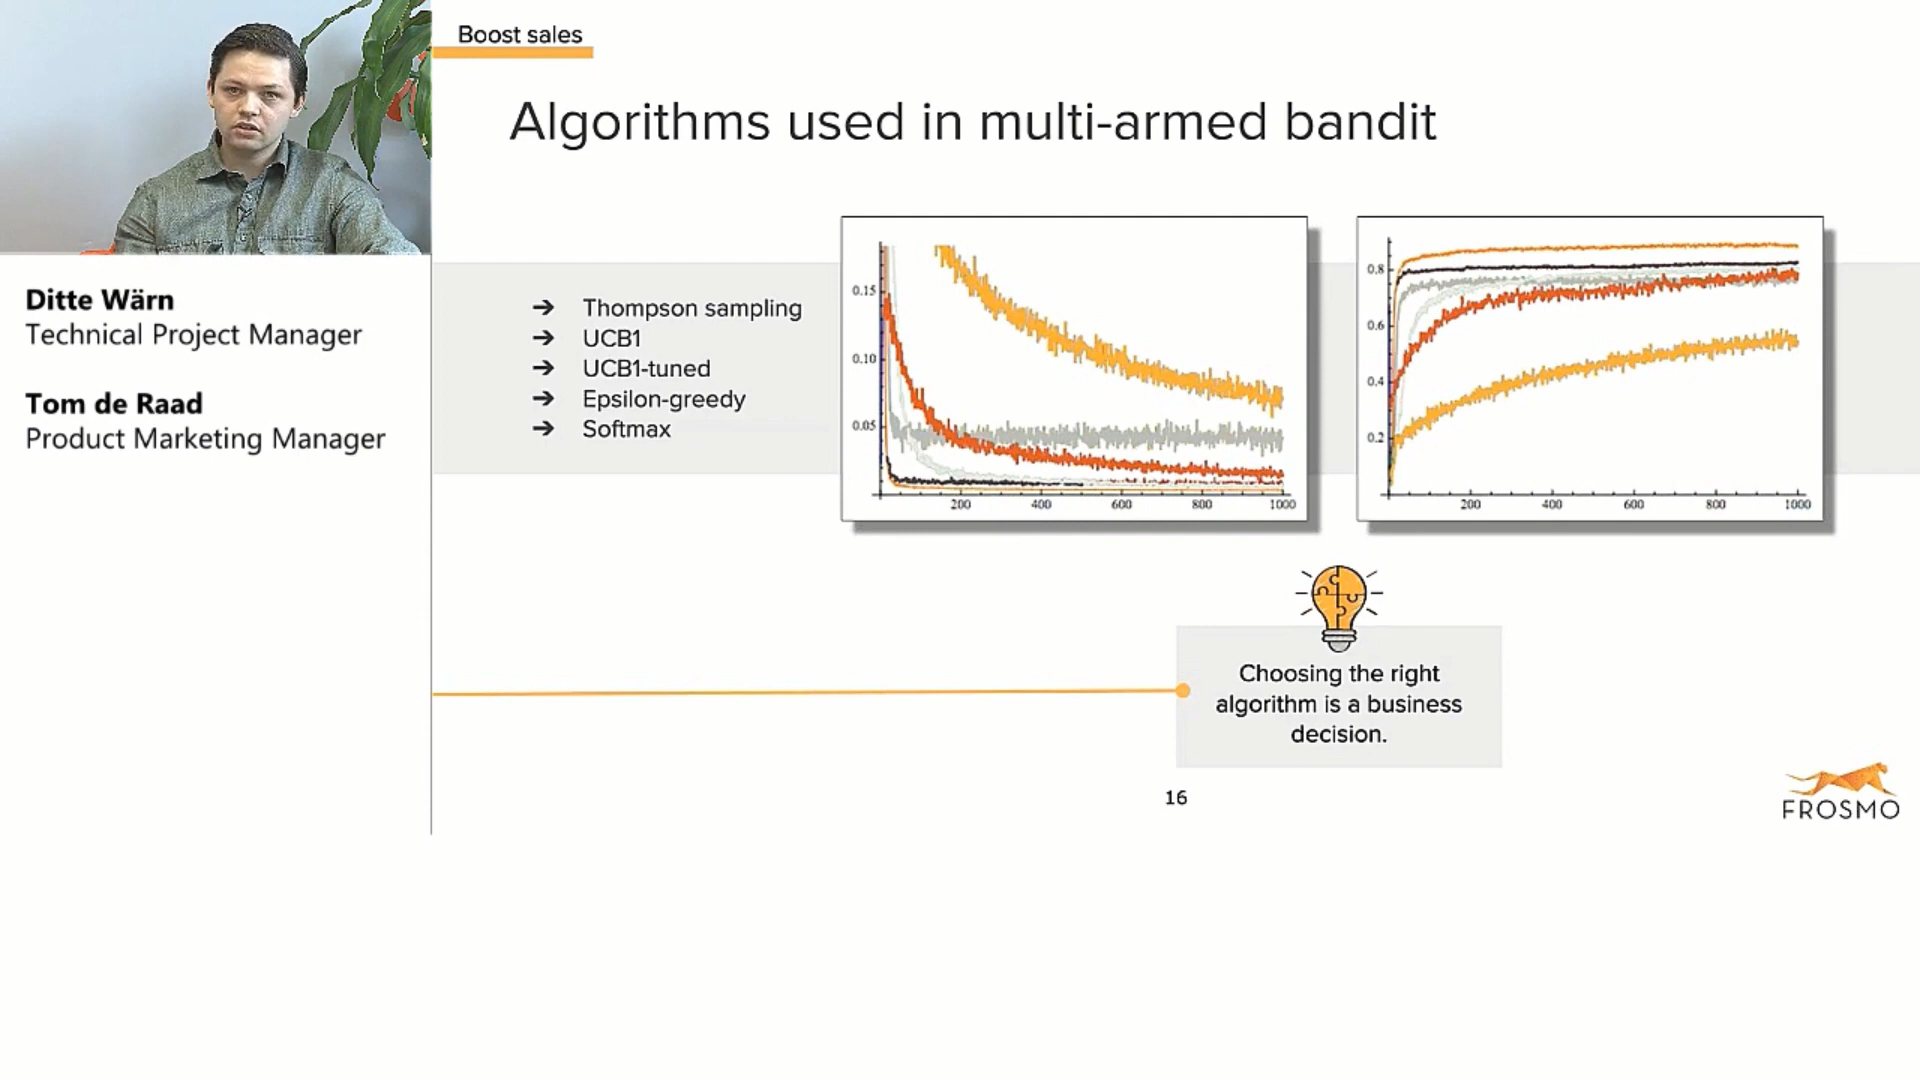 Boost sales
Algorithms used in multi-armed bandit
Ditte Wärn
Technical Project Manager
Tom de Raad
Product Marketing Manager
➔ Thompson sampling
➔ UCB1
➔ UCB1-tuned
➔ Epsilon-greedy
➔ Softmax
0.15
0.10
0.05
200 400 600 800 1000
0.8
0.6
0.4
0.2
200 400 600 800 1000
Choosing the right
algorithm is a business
decision.
16
FROSMO